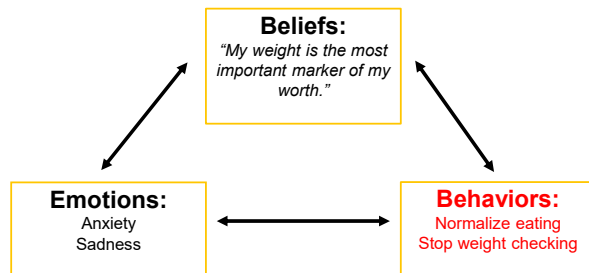 Beliefs:
“My weight is the most
important marker of my
worth.”
Emotions:
Anxiety
Sadness
Behaviors:
Normalize eating
Stop weight checking